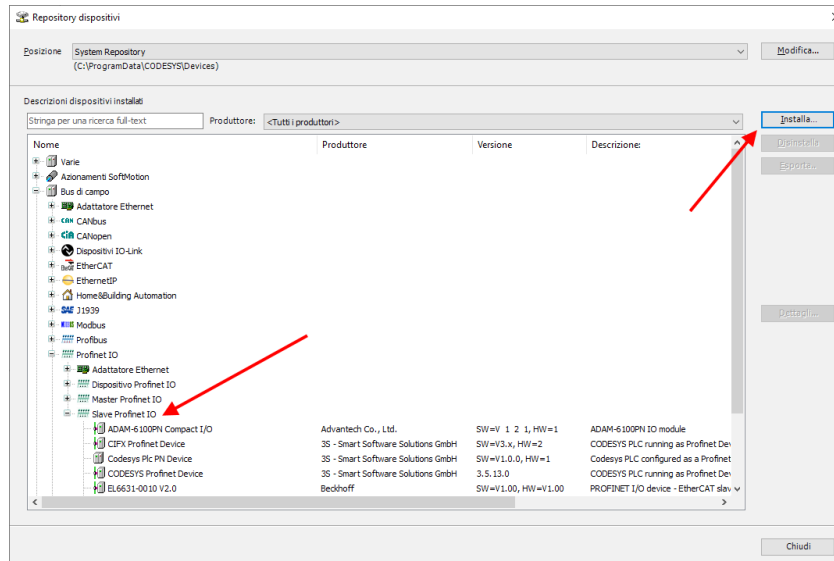 Repository dispositivi
Posizione System Repository Modifica...
(C:\ProgramData\CODESYS\Devices)
Descrizioni dispositivi installati
Stringa per una ricerca full-text Produttore: <Tutti i produttori> Installa...
Nome Produttore Versione Descrizione: Disinstalla
Varie
Esporta...
Azionamenti SoftMotion
Bus di campo
Adattatore Ethernet
CAN CANbus
CiA CANopen
Dispositivi IO-Link
EtherCAT
EthernetIP
Home&Building Automation
SAE J1939
Dettagli...
Modbus
Profibus
Profinet IO
Adattatore Ethernet
Dispositivo Profinet IO
Master Profinet IO
Slave Profinet IO
ADAM-6100PN Compact I/O Advantech Co., Ltd. SW=V 1 2 1, HW=1 ADAM-6100PN IO module
CIFX Profinet Device 3S - Smart Software Solutions GmbH SW=V3.x, HW=2 CODESYS PLC running as Profinet Dev
Codesys Plc PN Device 3S - Smart Software Solutions GmbH SW=V1.0.0, HW=1 Codesys PLC configured as a Profinet
CODESYS Profinet Device 3S - Smart Software Solutions GmbH 3.5.13.0 CODESYS PLC running as Profinet Dev
EL6631-0010 V2.0 Beckhoff SW=V1.00, HW=V1.00 PROFINET I/O device - EtherCAT slav
Chiudi